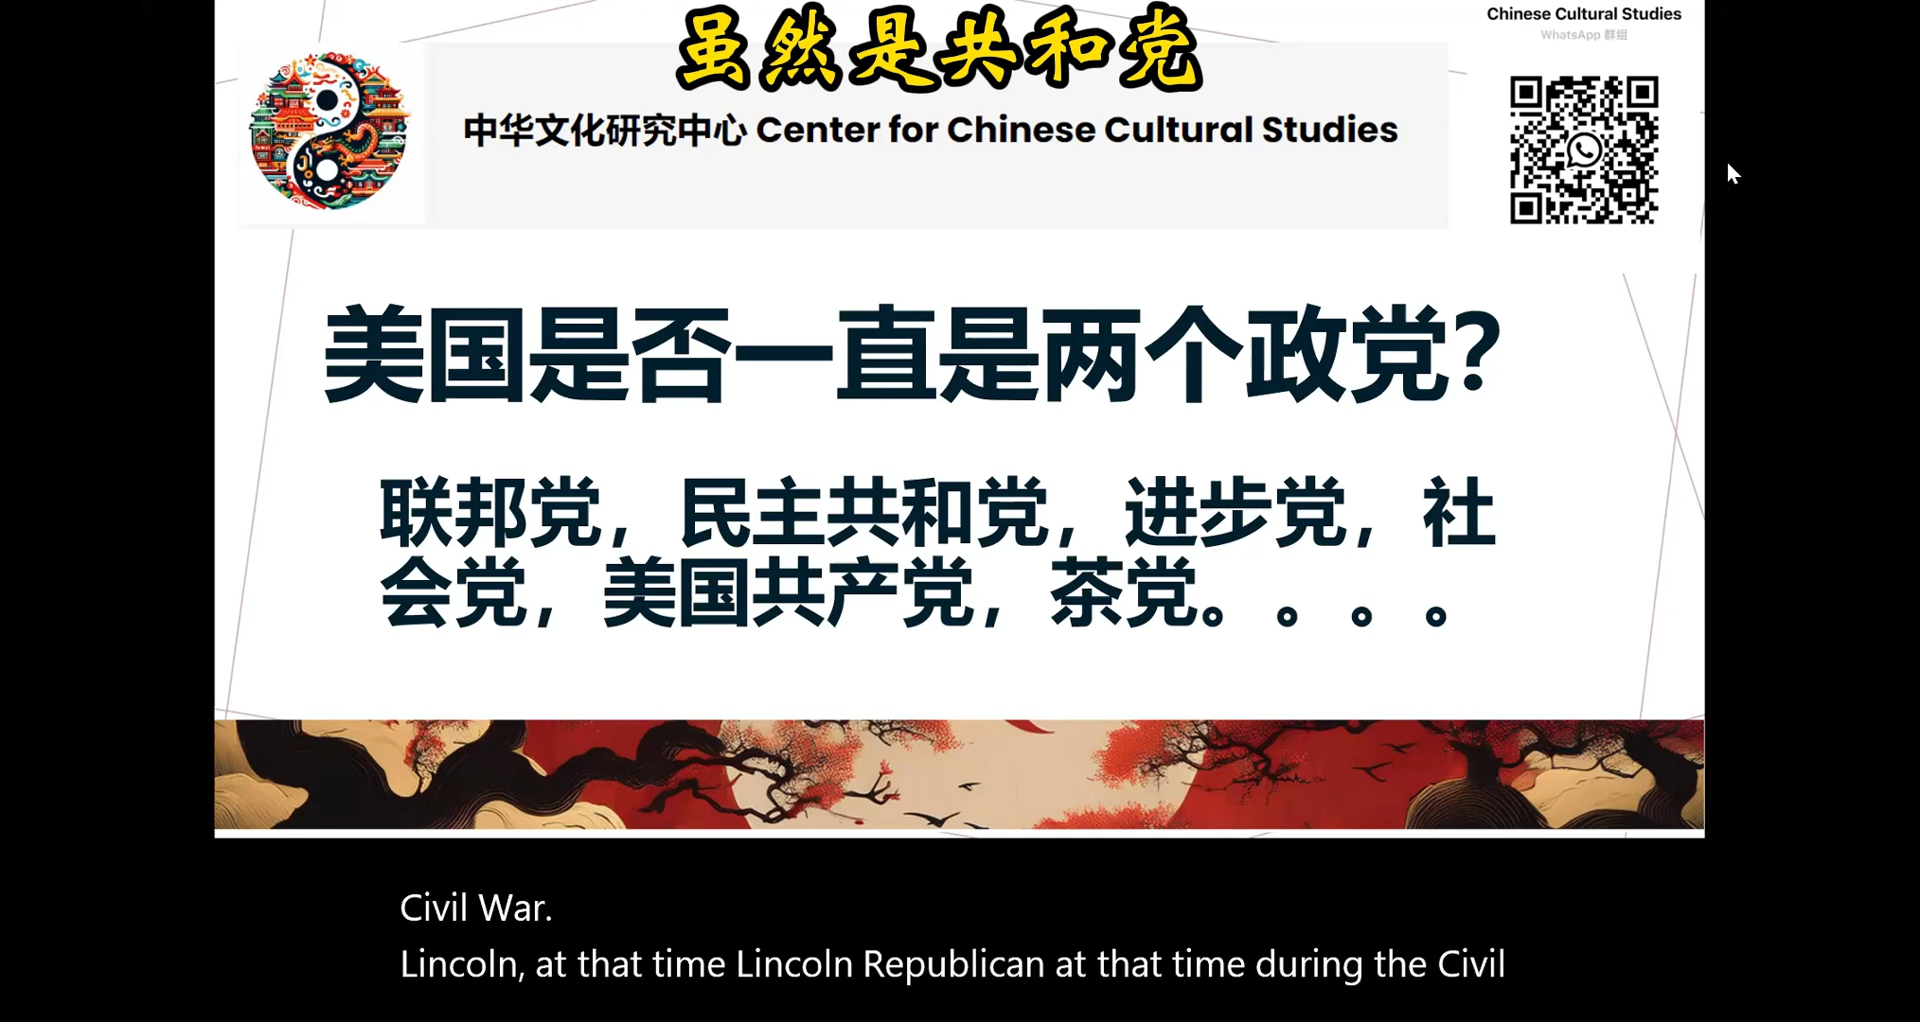 虽然是共和党
Chinese Cultural Studies
WhatsApp 群组
中华文化研究中心 Center for Chinese Cultural Studies
美国是否一直是两个政党？
联邦党，民主共和党，进步党，社
会党，美国共产党，茶党。。。。
Civil War.
Lincoln, at that time Lincoln Republican at that time during the Civil